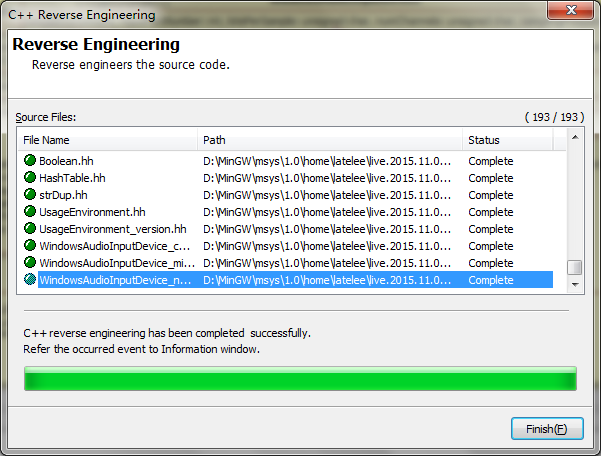 C++ Reverse Engineering
Reverse Engineering
Reverse engineers the source code.
Source Files: ( 193 / 193 )
File Name Path Status
Boolean.hh D:\MinGW\msys\1.0\home\latelee\live.2015.11.0... Complete
HashTable.hh D:\MinGW\msys\1.0\home\latelee\live.2015.11.0... Complete
strDup.hh D:\MinGW\msys\1.0\home\latelee\live.2015.11.0... Complete
UsageEnvironment.hh D:\MinGW\msys\1.0\home\latelee\live.2015.11.0... Complete
UsageEnvironment_version.hh D:\MinGW\msys\1.0\home\latelee\live.2015.11.0... Complete
WindowsAudioInputDevice_c... D:\MinGW\msys\1.0\home\latelee\live.2015.11.0... Complete
WindowsAudioInputDevice_mi... D:\MinGW\msys\1.0\home\latelee\live.2015.11.0... Complete
WindowsAudioInputDevice_n... D:\MinGW\msys\1.0\home\latelee\live.2015.11.0... Complete
C++ reverse engineering has been completed successfully.
Refer the occurred event to Information window.
Finish(F)